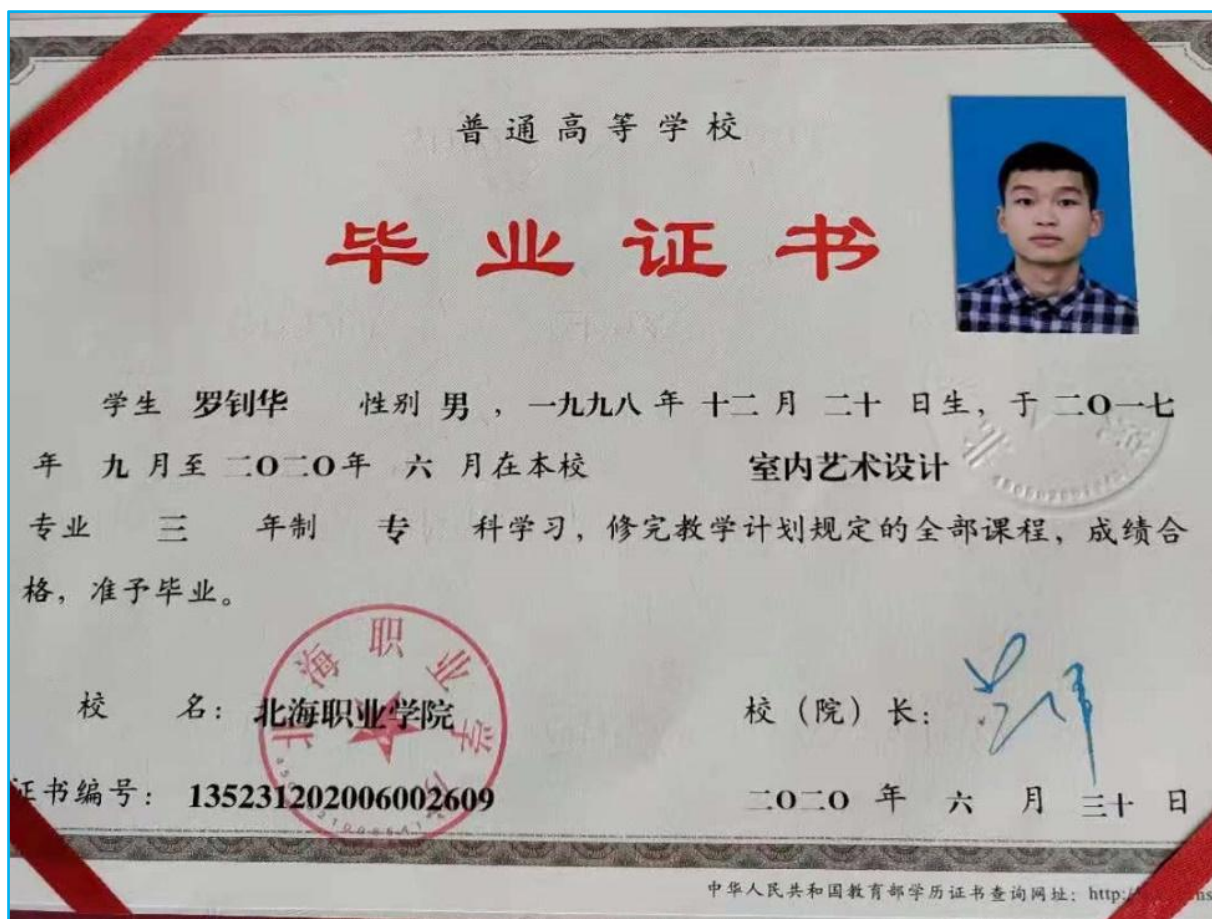 普通高等学校
毕业证书
学生 罗钊华 性别 男 ，一九九八 年 十二 月 二十 日生，于 二O一七
年 九 月至 二O二O年 六 月在本校 室内艺术设计
专业 三 年制 专 科学习，修完教学计划规定的全部课程，成绩合
格，准予毕业。
北海职业学院
校 名：北海职业学院
校（院）长：
证书编号：135231202006002609
二O二O 年 六 月 三十 日
中华人民共和国教育部学历证书查询网址：http:/